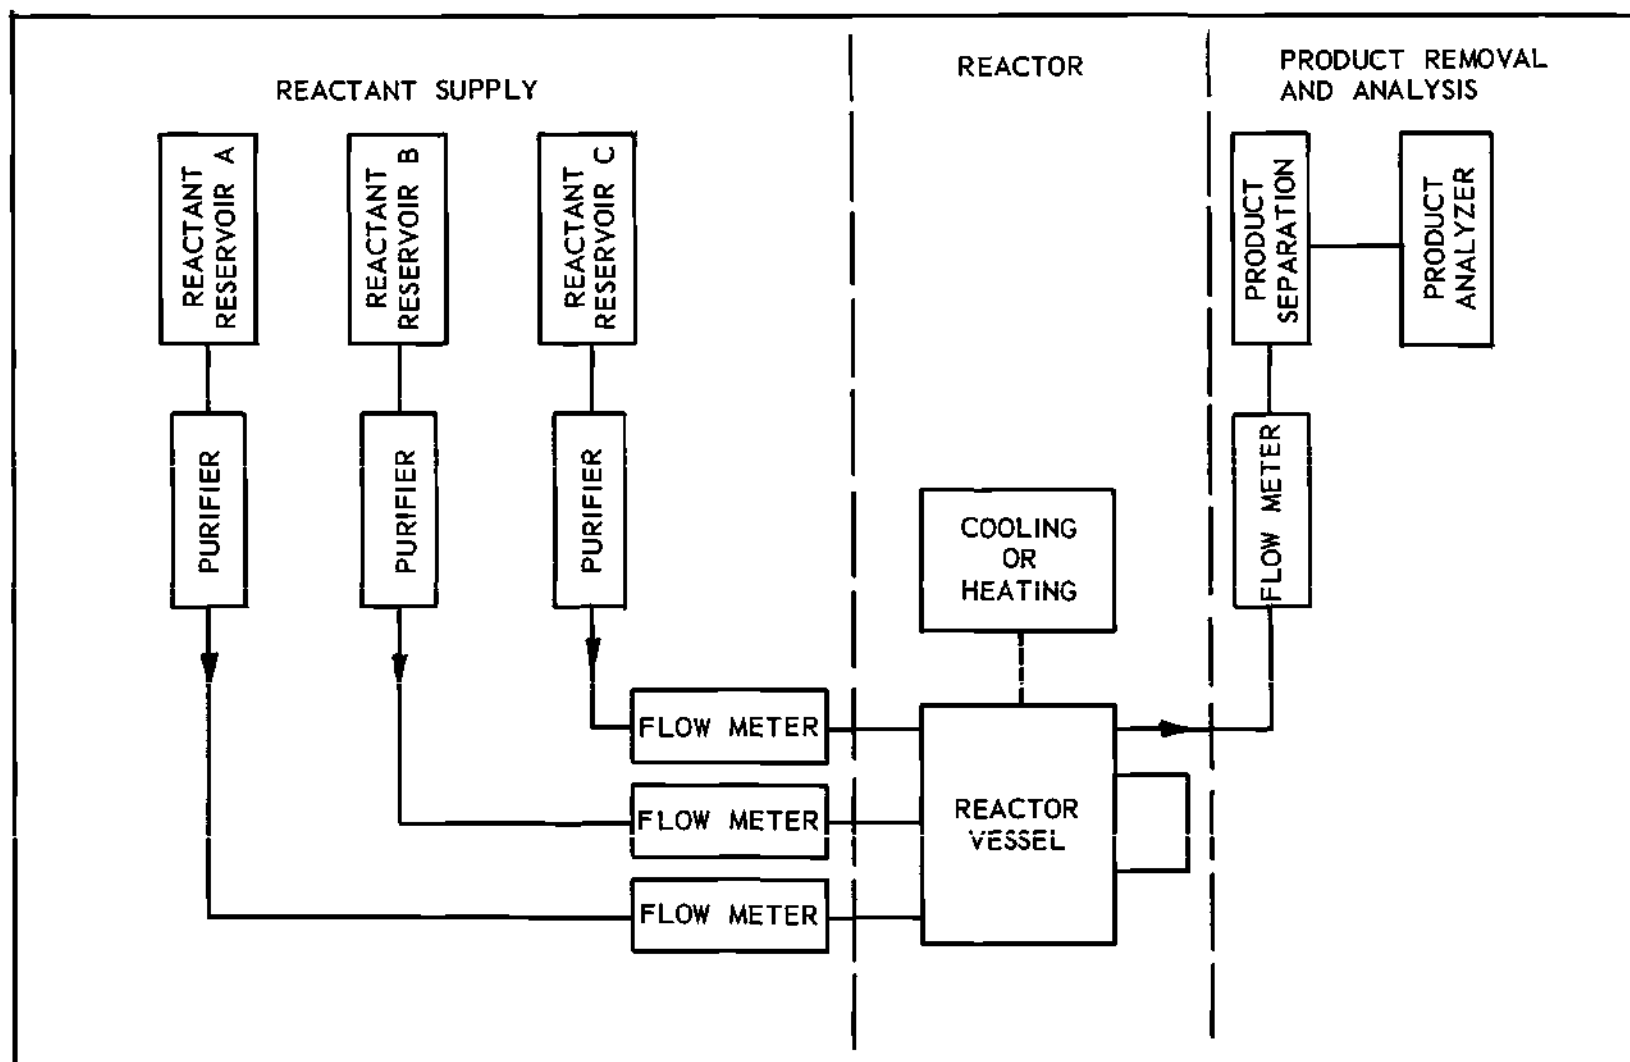 REACTANT SUPPLY
REACTOR
PRODUCT REMOVAL
AND ANALYSIS
REACTANT
RESERVOIR A
REACTANT
RESERVOIR B
REACTANT
RESERVOIR C
PRODUCT
SEPARATION
PRODUCT
ANALYZER
PURIFIER
PURIFIER
PURIFIER
FLOW METER
COOLING
OR
HEATING
FLOW METER
FLOW METER
FLOW METER
REACTOR
VESSEL